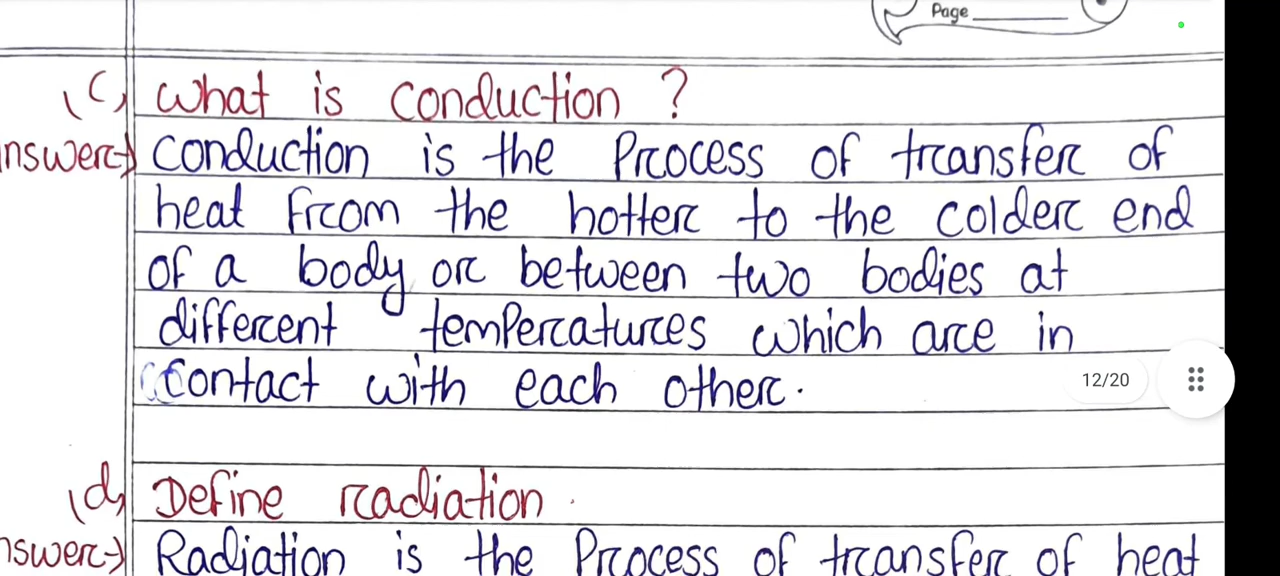 Page
(c) What is conduction ?
nswer→ Conduction is the Process of transfer of
heat from the hotter to the colder end
of a body or between two bodies at
different temperatures which are in
Contact with each other.
12/20
(d) Define radiation.
nswer→ Radiation is the Process of transfer of heat